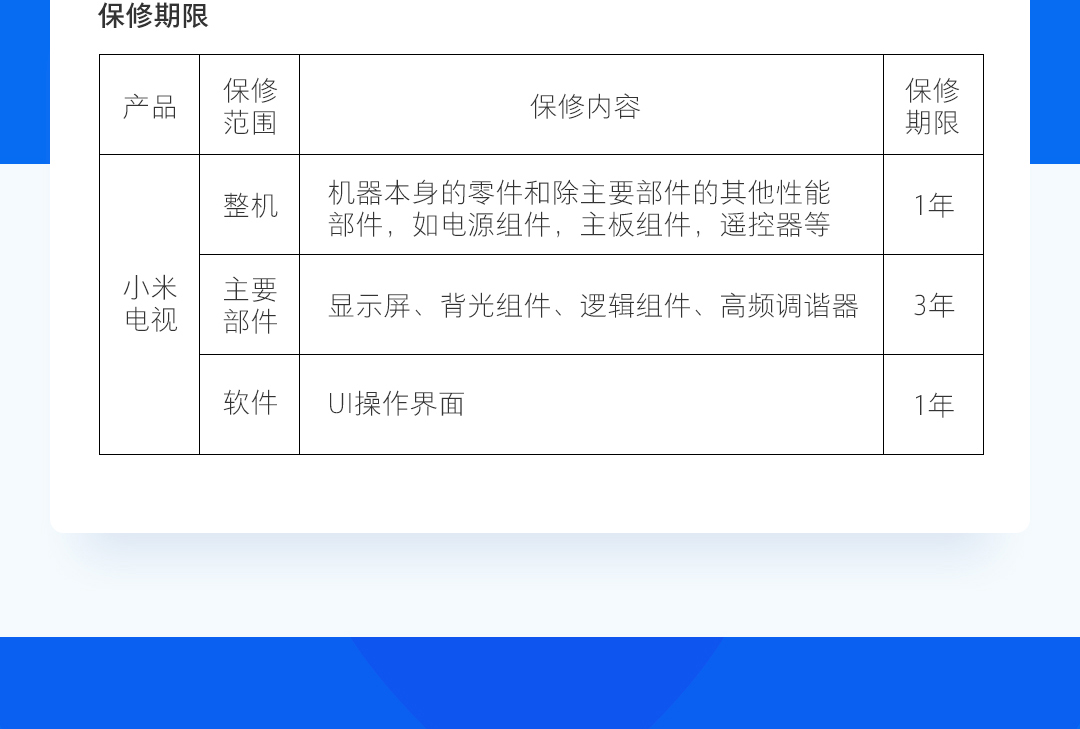 保修期限
产品
保修
范围
保修内容
保修
期限
小米
电视
整机
机器本身的零件和除主要部件的其他性能
部件，如电源组件，主板组件，遥控器等
1年
主要
部件
显示屏、背光组件、逻辑组件、高频调谐器
3年
软件
UI操作界面
1年